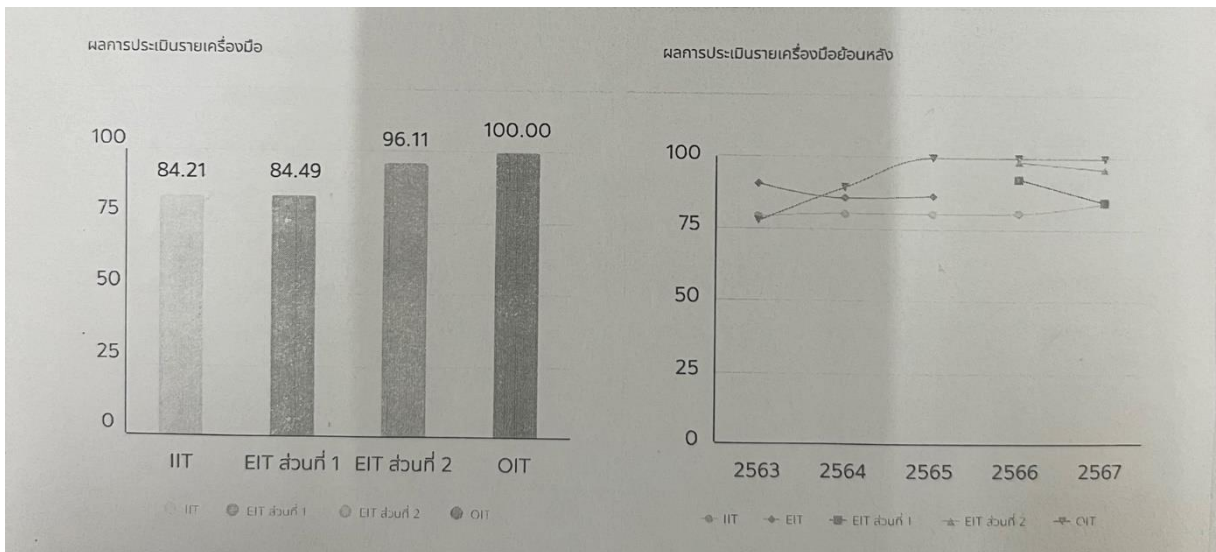 ผลการประเมินรายเครื่องมือ
100
75
50
25
0
84.21
84.49
96.11
100.00
IIT
EIT ส่วนที่ 1
EIT ส่วนที่ 2
OIT
IIT
EIT ส่วนที่ 1
EIT ส่วนที่ 2
OIT
ผลการประเมินรายเครื่องมือย้อนหลัง
100
75
50
25
0
2563
2564
2565
2566
2567
IIT
EIT
EIT ส่วนที่ 1
EIT ส่วนที่ 2
OIT